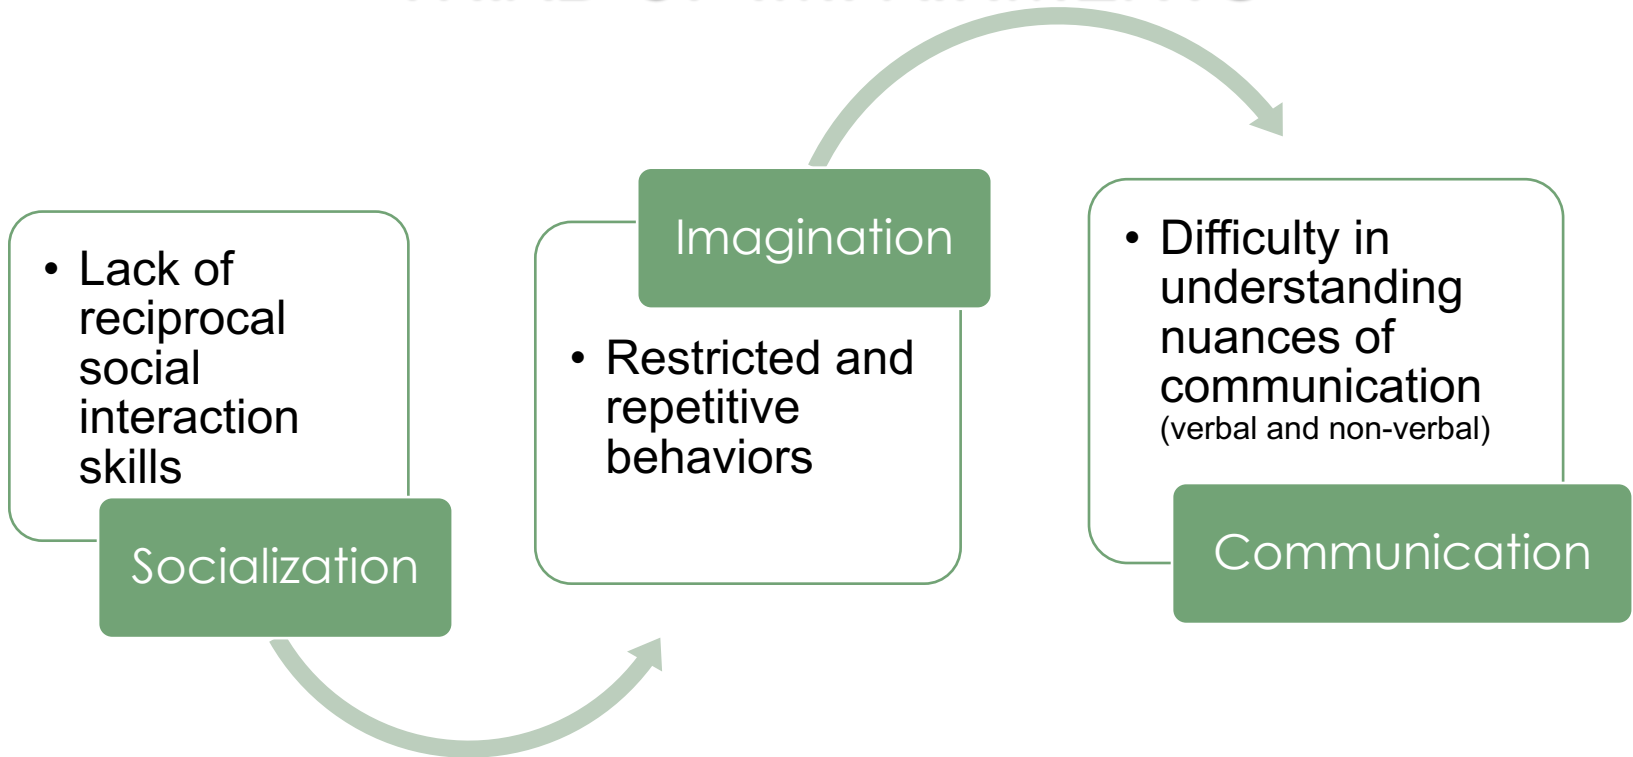 • Lack of
reciprocal
social
interaction
skills
Socialization
Imagination
• Restricted and
repetitive
behaviors
• Difficulty in
understanding
nuances of
communication
(verbal and non-verbal)
Communication